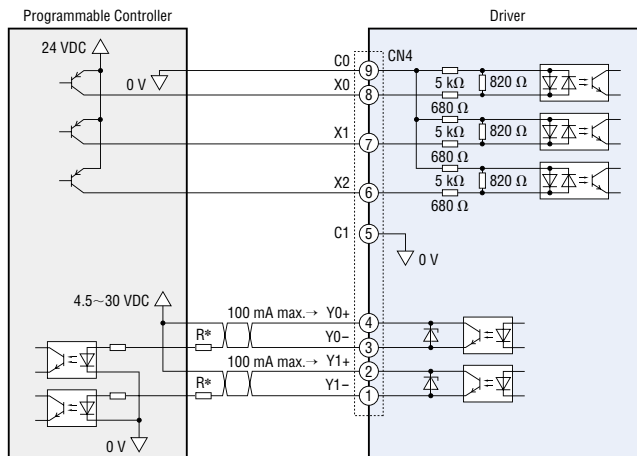 Programmable Controller
Driver
24 VDC
0 V
C0
9
CN4
X0
8
5 kΩ
820 Ω
680 Ω
X1
7
5 kΩ
820 Ω
680 Ω
X2
6
5 kΩ
820 Ω
680 Ω
C1
5
0 V
4.5~30 VDC
100 mA max.→ Y0+
4
R*
Y0−
3
100 mA max.→ Y1+
2
R*
Y1−
1
0 V